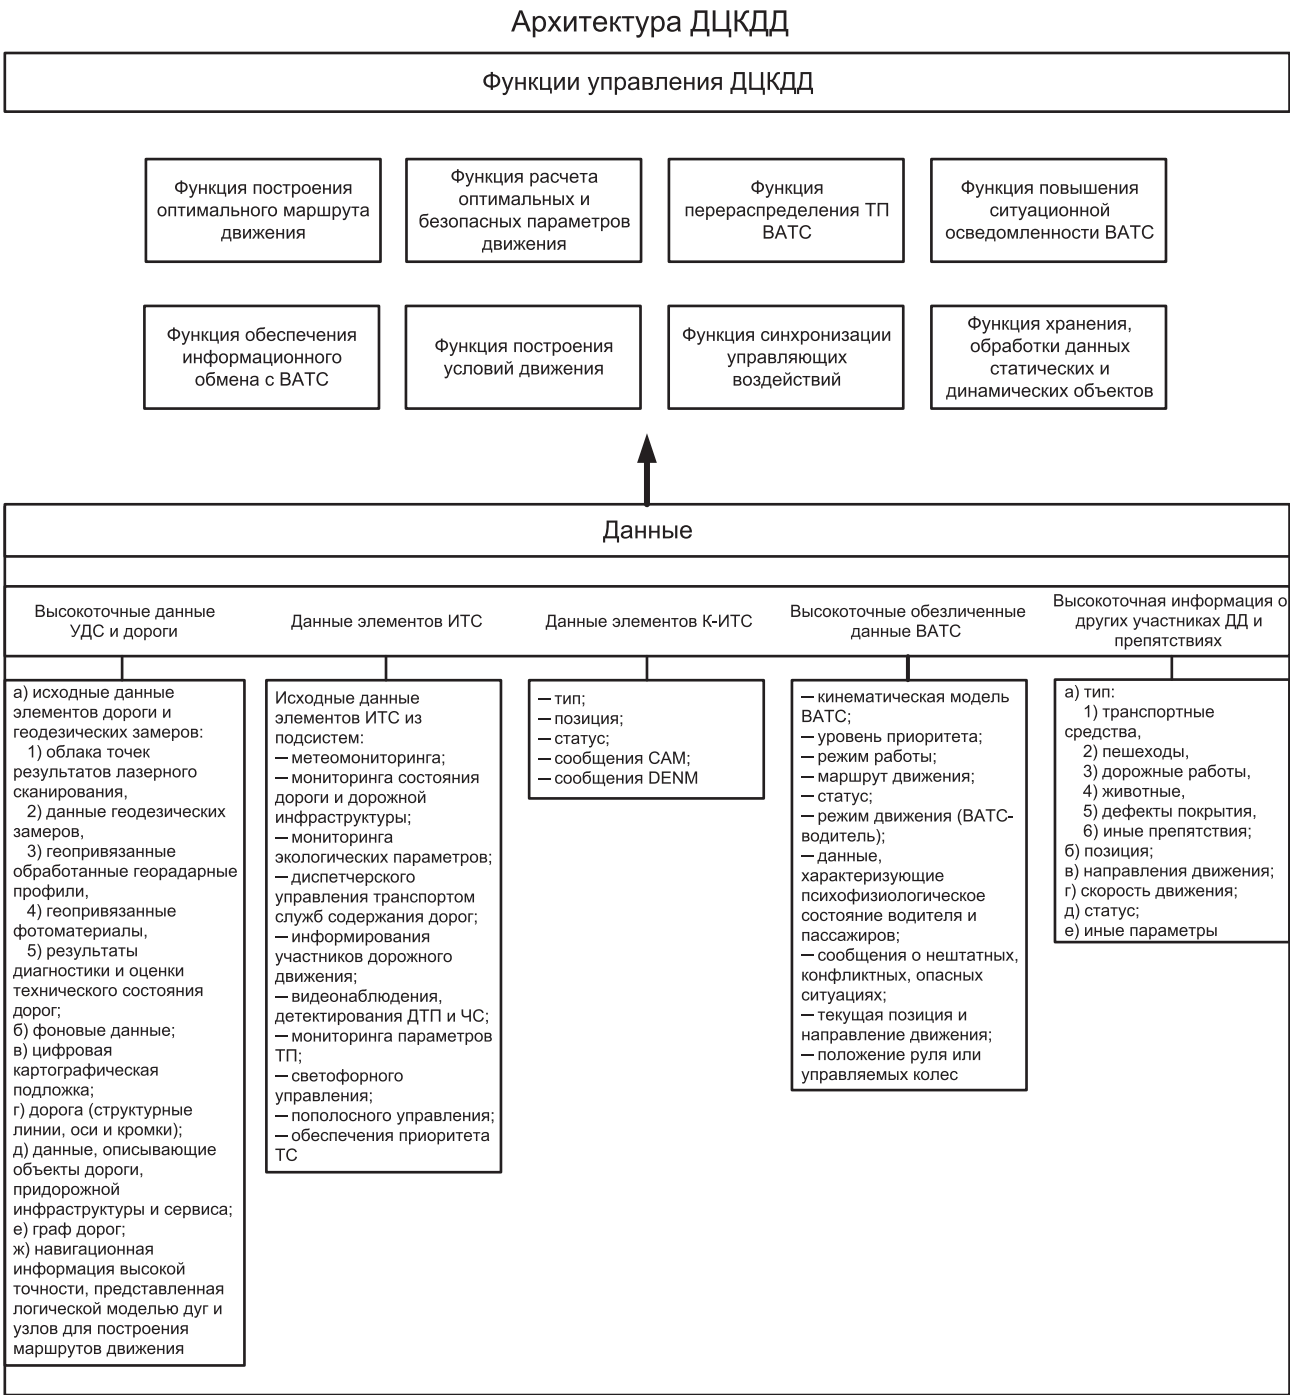 Архитектура ДЦКДД
Функции управления ДЦКДД
Функция построения
оптимального маршрута
движения
Функция расчета
оптимальных и
безопасных параметров
движения
Функция
перераспределения ТП
ВАТС
Функция повышения
ситуационной
осведомленности ВАТС
Функция обеспечения
информационного
обмена с ВАТС
Функция построения
условий движения
Функция синхронизации
управляющих
воздействий
Функция хранения,
обработки данных
статических и
динамических объектов
Данные
Высокоточные данные
УДС и дороги
Данные элементов ИТС
Данные элементов К-ИТС
Высокоточные обезличенные
данные ВАТС
Высокоточная информация о
других участниках ДД и
препятствиях
а) исходные данные
элементов дороги и
геодезических замеров:
1) облака точек
результатов лазерного
сканирования,
2) данные геодезических
замеров,
3) геопривязанные
обработанные георадарные
профили,
4) геопривязанные
фотоматериалы,
5) результаты
диагностики и оценки
технического состояния
дорог;
б) фоновые данные;
в) цифровая
картографическая
подложка;
г) дорога (структурные
линии, оси и кромки);
д) данные, описывающие
объекты дороги,
придорожной
инфраструктуры и сервиса;
е) граф дорог;
ж) навигационная
информация высокой
точности, представленная
логической моделью дуг и
узлов для построения
маршрутов движения
Исходные данные
элементов ИТС из
подсистем:
— метеомониторинга;
— мониторинга состояния
дороги и дорожной
инфраструктуры;
— мониторинга
экологических параметров;
— диспетчерского
управления транспортом
служб содержания дорог;
— информирования
участников дорожного
движения;
— видеонаблюдения,
детектирования ДТП и ЧС;
— мониторинга параметров
ТП;
— светофорного
управления;
— пополосного управления;
— обеспечения приоритета
ТС
— тип;
— позиция;
— статус;
— сообщения CAM;
— сообщения DENM
— кинематическая модель
ВАТС;
— уровень приоритета;
— режим работы;
— маршрут движения;
— статус;
— режим движения (ВАТС-
водитель);
— данные,
характеризующие
психофизиологическое
состояние водителя и
пассажиров;
— сообщения о нештатных,
конфликтных, опасных
ситуациях;
— текущая позиция и
направление движения;
— положение руля или
управляемых колес
а) тип:
1) транспортные
средства,
2) пешеходы,
3) дорожные работы,
4) животные,
5) дефекты покрытия,
6) иные препятствия;
б) позиция;
в) направления движения;
г) скорость движения;
д) статус;
е) иные параметры